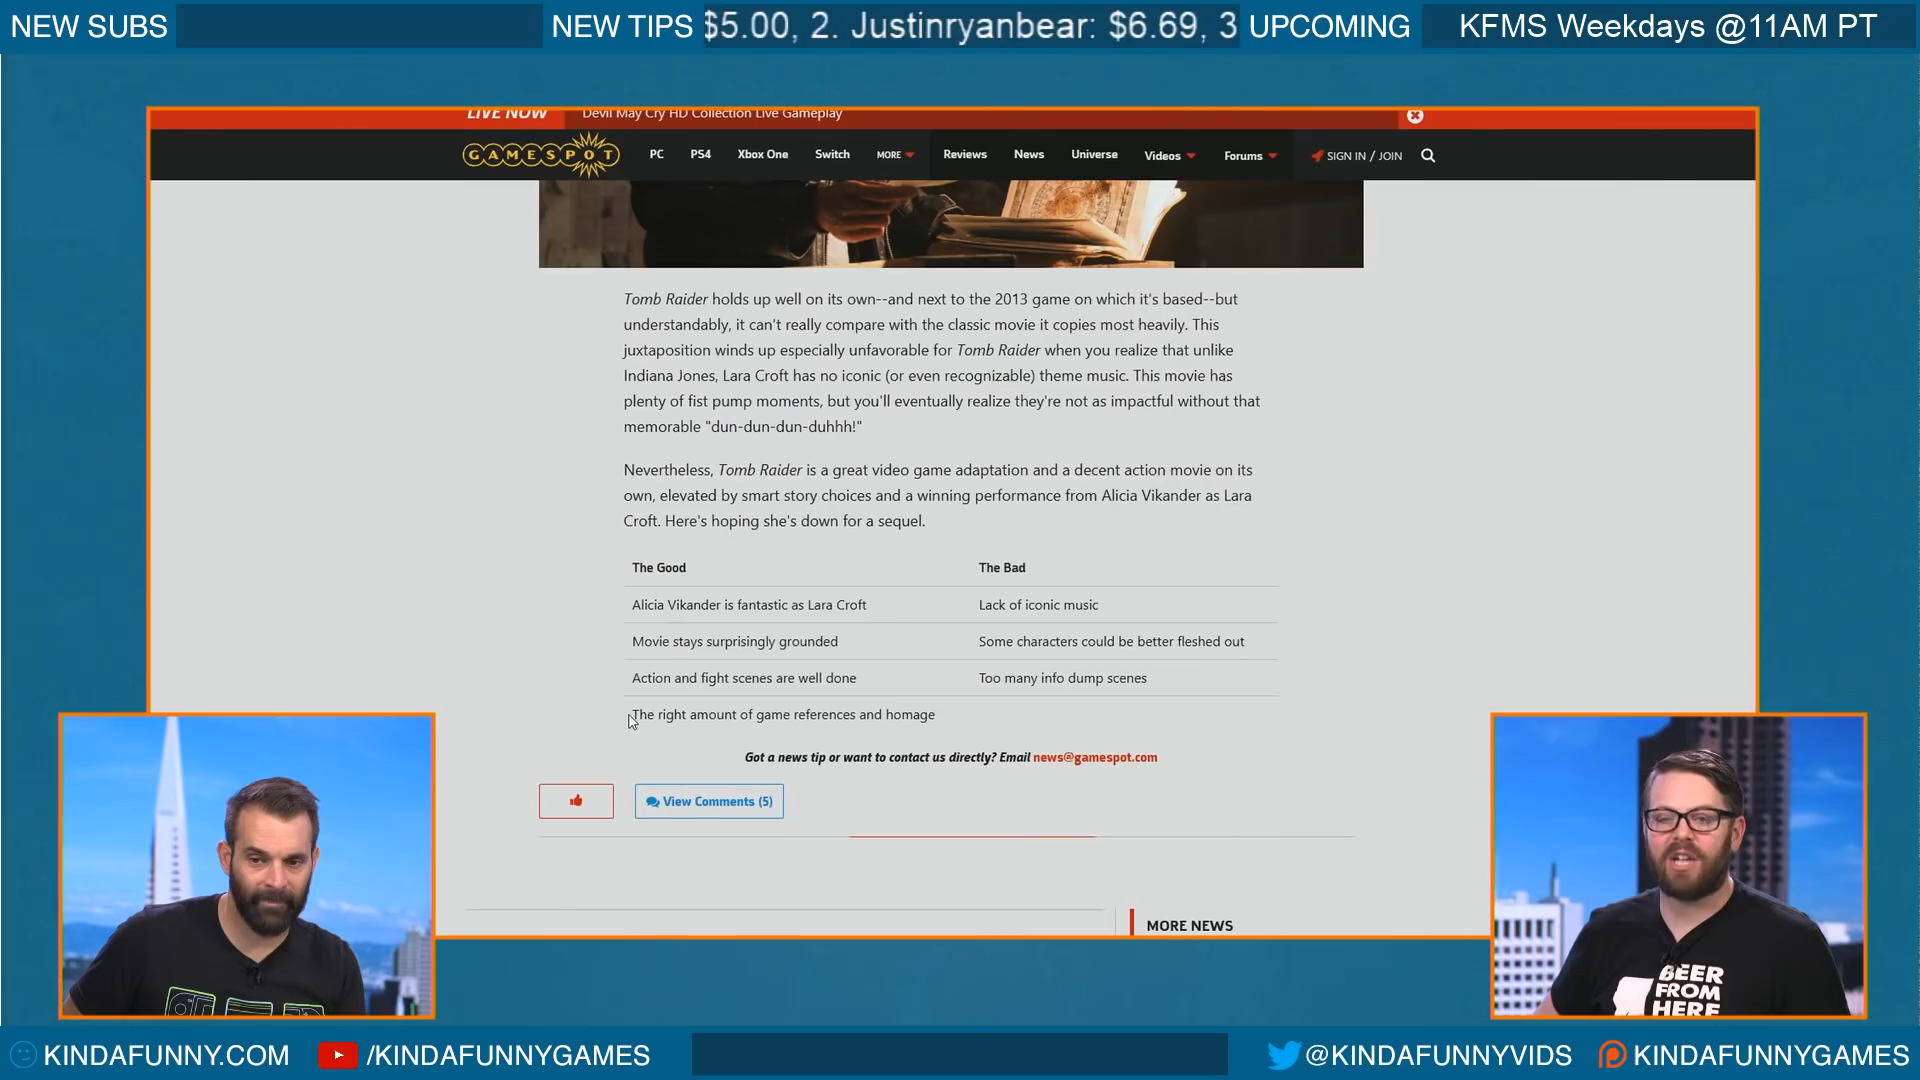 NEW SUBS
NEW TIPS $5.00, 2. Justinryanbear: $6.69, 3
UPCOMING KFMS Weekdays @11AM PT
LIVE NOW Devil May Cry HD Collection Live Gameplay
GAMESPOT PC PS4 Xbox One Switch MORE Reviews News Universe Videos Forums SIGN IN / JOIN
Tomb Raider holds up well on its own--and next to the 2013 game on which it's based--but
understandably, it can't really compare with the classic movie it copies most heavily. This
juxtaposition winds up especially unfavorable for Tomb Raider when you realize that unlike
Indiana Jones, Lara Croft has no iconic (or even recognizable) theme music. This movie has
plenty of fist pump moments, but you'll eventually realize they're not as impactful without that
memorable "dun-dun-dun-duhhh!"
Nevertheless, Tomb Raider is a great video game adaptation and a decent action movie on its
own, elevated by smart story choices and a winning performance from Alicia Vikander as Lara
Croft. Here's hoping she's down for a sequel.
The Good The Bad
Alicia Vikander is fantastic as Lara Croft Lack of iconic music
Movie stays surprisingly grounded Some characters could be better fleshed out
Action and fight scenes are well done Too many info dump scenes
The right amount of game references and homage
Got a news tip or want to contact us directly? Email news@gamespot.com
View Comments (5)
MORE NEWS
BEER
FROM
HERE
KINDAFUNNY.COM /KINDAFUNNYGAMES @KINDAFUNNYVIDS KINDAFUNNYGAMES